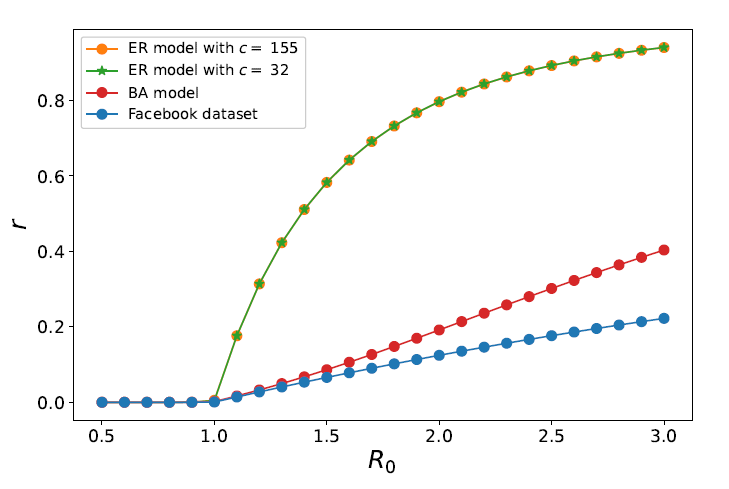 ER model with c = 155
ER model with c = 32
BA model
Facebook dataset
0.8
0.6
0.4
0.2
0.0
r
0.5 1.0 1.5 2.0 2.5 3.0
R₀